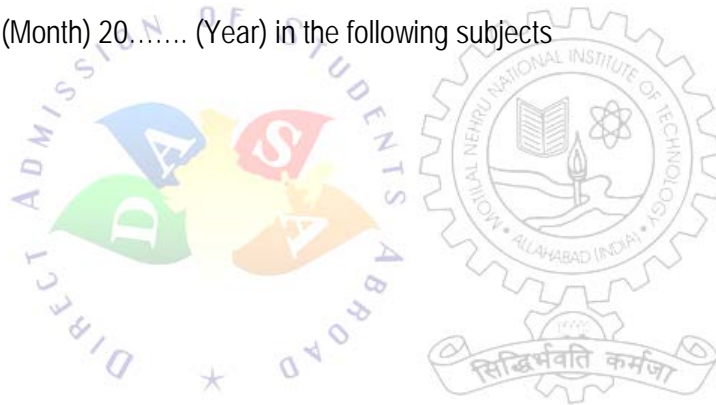 (Month) 20....... (Year) in the following subjects
DIRECT ADMISSION OF STUDENTS ABROAD
DASA
MOTILAL NEHRU NATIONAL INSTITUTE OF TECHNOLOGY
ALLAHABAD (INDIA)
सिद्धिर्भवति कर्मजा